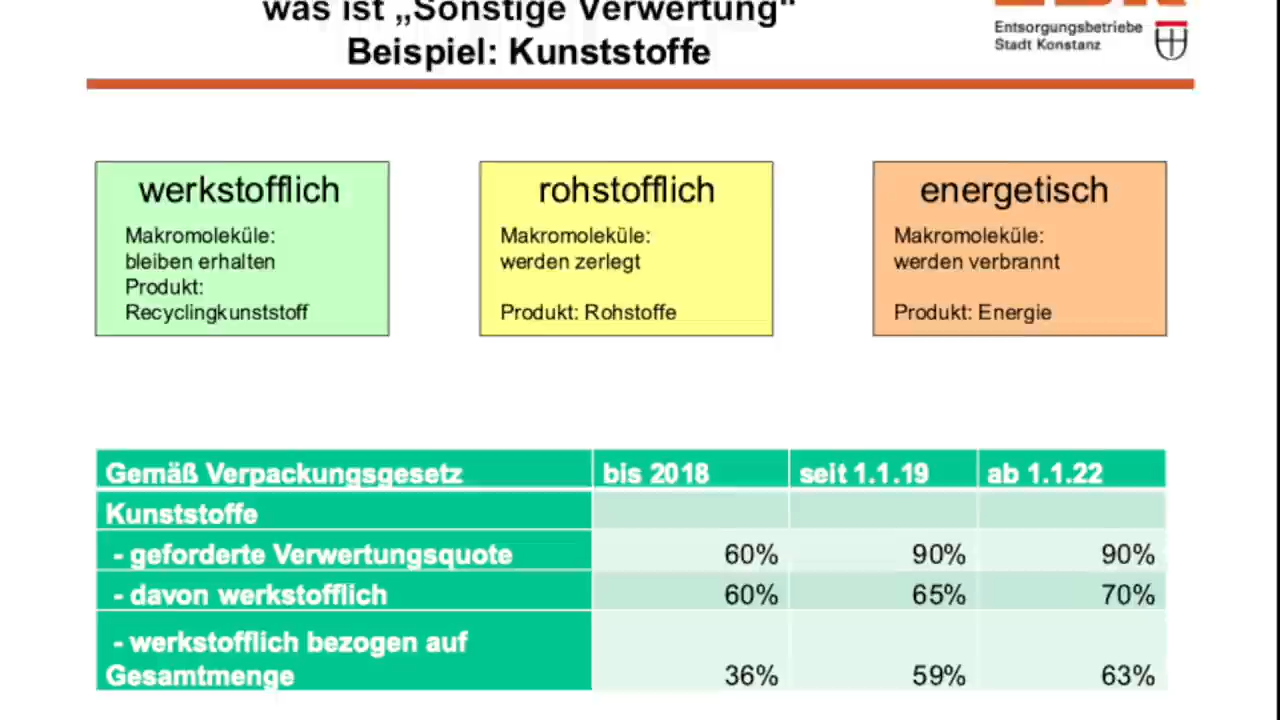 was ist „Sonstige Verwertung“
Beispiel: Kunststoffe
Entsorgungsbetriebe
Stadt Konstanz
werkstofflich
Makromoleküle:
bleiben erhalten
Produkt:
Recyclingkunststoff
rohstofflich
Makromoleküle:
werden zerlegt
Produkt: Rohstoffe
energetisch
Makromoleküle:
werden verbrannt
Produkt: Energie
Gemäß Verpackungsgesetz bis 2018 seit 1.1.19 ab 1.1.22
Kunststoffe
- geforderte Verwertungsquote 60% 90% 90%
- davon werkstofflich 60% 65% 70%
- werkstofflich bezogen auf
Gesamtmenge 36% 59% 63%